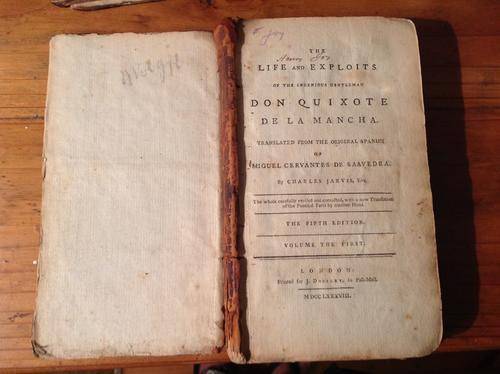 THE
Henry Joy
LIFE AND EXPLOITS
OF THE INGENIOUS GENTLEMAN
DON QUIXOTE
DE LA MANCHA.
TRANSLATED FROM THE ORIGINAL SPANISH
OF
MIGUEL CERVANTES DE SAAVEDRA.
By CHARLES JARVIS, Esq.
The whole carefully revised and corrected, with a new Translation
of the Poetical Parts by another Hand.
THE FIFTH EDITION.
VOLUME THE FIRST.
LONDON:
Printed for J. DODSLEY, in Pall-Mall.
MDCCLXXXVIII.